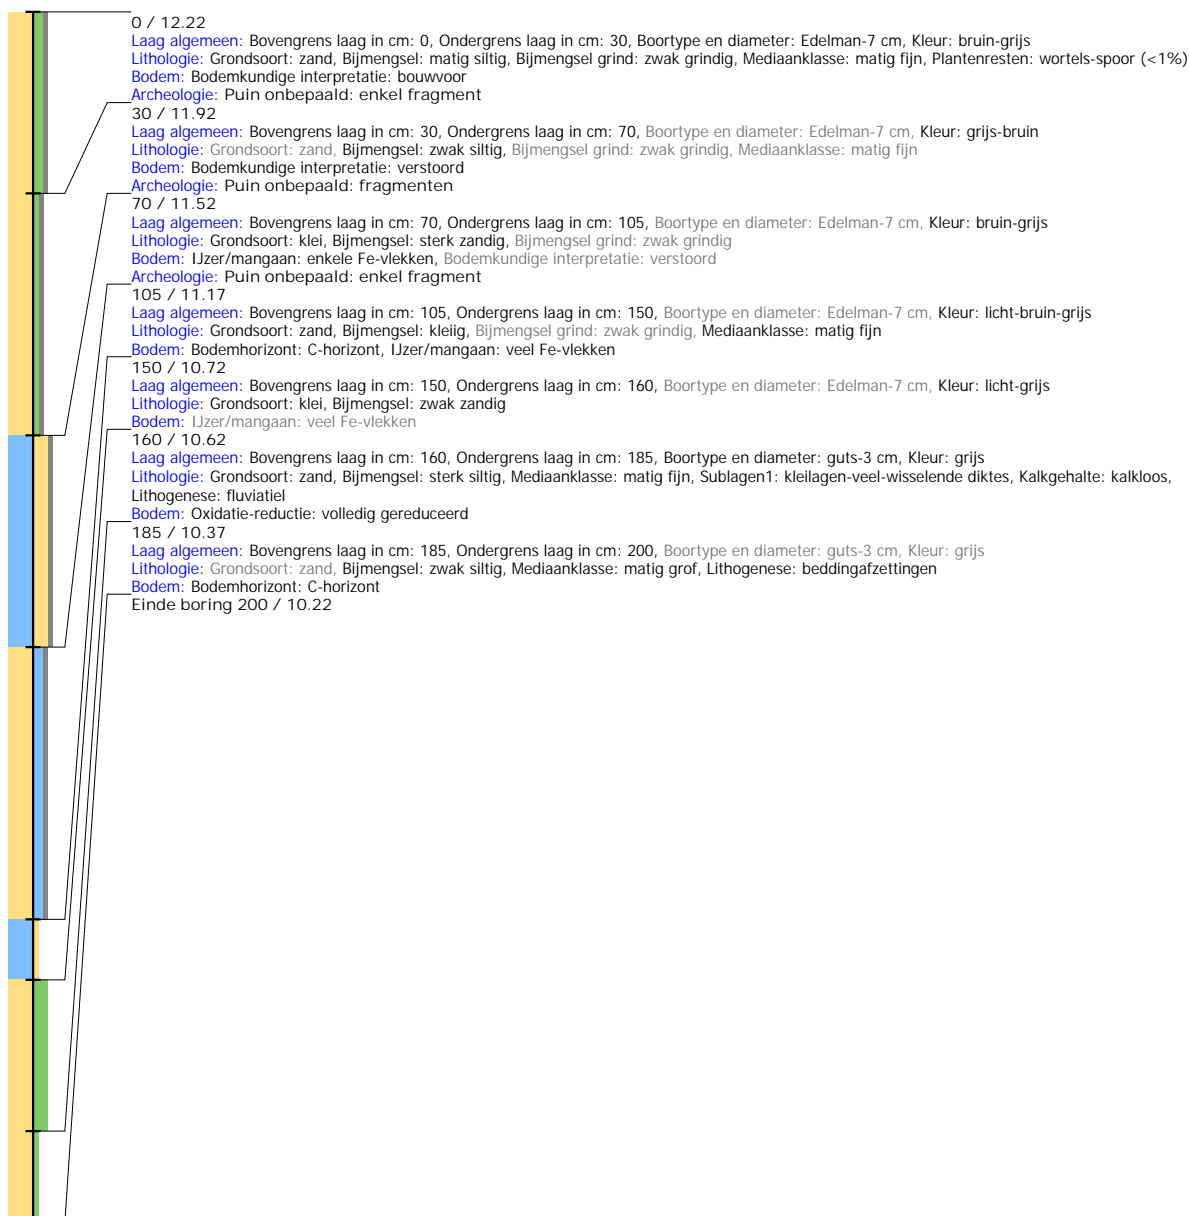 0 / 12.22
Laag algemeen: Bovengrens laag in cm: 0, Ondergrens laag in cm: 30, Boortype en diameter: Edelman-7 cm, Kleur: bruin-grijs
Lithologie: Grondsoort: zand, Bijmengsel: matig siltig, Bijmengsel grind: zwak grindig, Mediaanklasse: matig fijn, Plantenresten: wortels-spoor (<1%)
Bodem: Bodemkundige interpretatie: bouwvoor
Archeologie: Puin onbepaald: enkel fragment
30 / 11.92
Laag algemeen: Bovengrens laag in cm: 30, Ondergrens laag in cm: 70, Boortype en diameter: Edelman-7 cm, Kleur: grijs-bruin
Lithologie: Grondsoort: zand, Bijmengsel: zwak siltig, Bijmengsel grind: zwak grindig, Mediaanklasse: matig fijn
Bodem: Bodemkundige interpretatie: verstoord
Archeologie: Puin onbepaald: fragmenten
70 / 11.52
Laag algemeen: Bovengrens laag in cm: 70, Ondergrens laag in cm: 105, Boortype en diameter: Edelman-7 cm, Kleur: bruin-grijs
Lithologie: Grondsoort: klei, Bijmengsel: sterk zandig, Bijmengsel grind: zwak grindig
Bodem: IJzer/mangaan: enkele Fe-vlekken, Bodemkundige interpretatie: verstoord
Archeologie: Puin onbepaald: enkel fragment
105 / 11.17
Laag algemeen: Bovengrens laag in cm: 105, Ondergrens laag in cm: 150, Boortype en diameter: Edelman-7 cm, Kleur: licht-bruin-grijs
Lithologie: Grondsoort: zand, Bijmengsel: kleiig, Bijmengsel grind: zwak grindig, Mediaanklasse: matig fijn
Bodem: Bodemhorizont: C-horizont, IJzer/mangaan: veel Fe-vlekken
150 / 10.72
Laag algemeen: Bovengrens laag in cm: 150, Ondergrens laag in cm: 160, Boortype en diameter: Edelman-7 cm, Kleur: licht-grijs
Lithologie: Grondsoort: klei, Bijmengsel: zwak zandig
Bodem: IJzer/mangaan: veel Fe-vlekken
160 / 10.62
Laag algemeen: Bovengrens laag in cm: 160, Ondergrens laag in cm: 185, Boortype en diameter: guts-3 cm, Kleur: grijs
Lithologie: Grondsoort: zand, Bijmengsel: sterk siltig, Mediaanklasse: matig fijn, Sublagen1: kleilagen-veel-wisselende diktes, Kalkgehalte: kalkloos,
Lithogenese: fluviatiel
Bodem: Oxidatie-reductie: volledig gereduceerd
185 / 10.37
Laag algemeen: Bovengrens laag in cm: 185, Ondergrens laag in cm: 200, Boortype en diameter: guts-3 cm, Kleur: grijs
Lithologie: Grondsoort: zand, Bijmengsel: zwak siltig, Mediaanklasse: matig grof, Lithogenese: beddingafzettingen
Bodem: Bodemhorizont: C-horizont
Einde boring 200 / 10.22